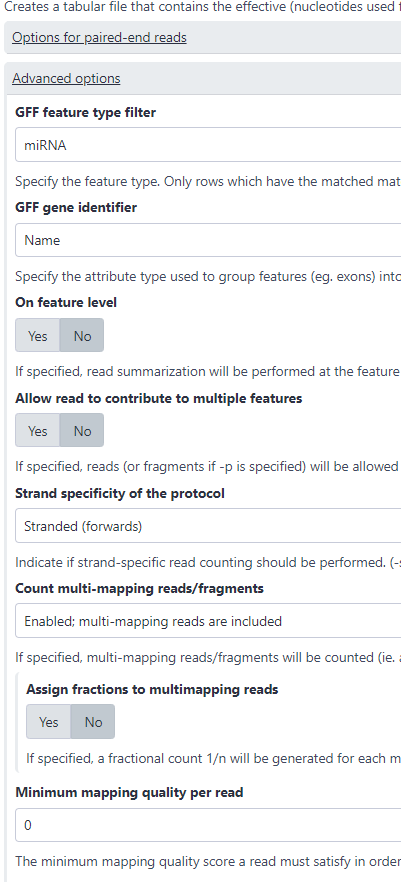 Creates a tabular file that contains the effective (nucleotides used
Options for paired-end reads
Advanced options
GFF feature type filter
miRNA
Specify the feature type. Only rows which have the matched mat
GFF gene identifier
Name
Specify the attribute type used to group features (eg. exons) into
On feature level
Yes No
If specified, read summarization will be performed at the feature
Allow read to contribute to multiple features
Yes No
If specified, reads (or fragments if -p is specified) will be allowed
Strand specificity of the protocol
Stranded (forwards)
Indicate if strand-specific read counting should be performed. (-s
Count multi-mapping reads/fragments
Enabled; multi-mapping reads are included
If specified, multi-mapping reads/fragments will be counted (ie. a
Assign fractions to multimapping reads
Yes No
If specified, a fractional count 1/n will be generated for each m
Minimum mapping quality per read
0
The minimum mapping quality score a read must satisfy in order